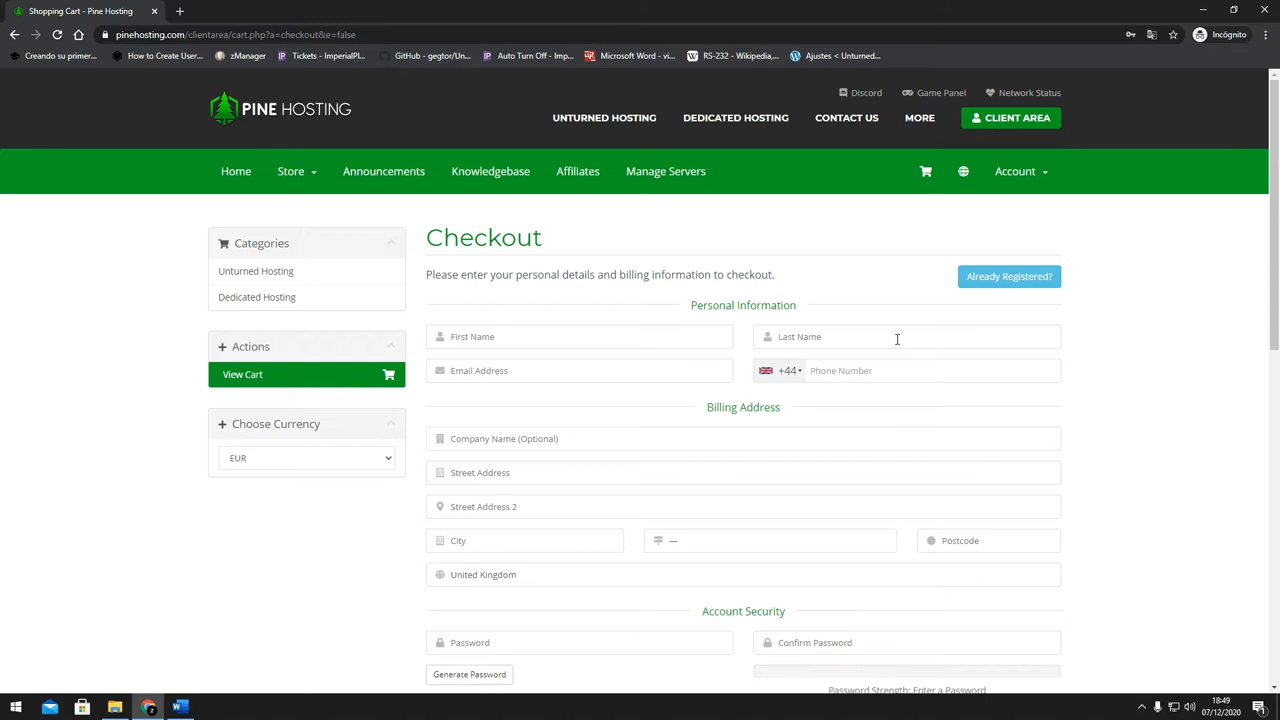 Shopping Cart - Pine Hosting
pinehosting.com/clientarea/cart.php?a=checkout&e=false
Incógnito
Creando su primer...
How to Create User...
zManager
Tickets - ImperialPl...
GitHub - gegtor/Un...
Auto Turn Off - Imp...
Microsoft Word - vi...
RS-232 - Wikipedia,...
Ajustes < Unturned...
PINE HOSTING
Discord
Game Panel
Network Status
UNTURNED HOSTING
DEDICATED HOSTING
CONTACT US
MORE
CLIENT AREA
Home
Store
Announcements
Knowledgebase
Affiliates
Manage Servers
Account
Categories
Unturned Hosting
Dedicated Hosting
Actions
View Cart
Choose Currency
EUR
Checkout
Please enter your personal details and billing information to checkout.
Already Registered?
Personal Information
First Name
Last Name
Email Address
+44
Phone Number
Billing Address
Company Name (Optional)
Street Address
Street Address 2
City
—
Postcode
United Kingdom
Account Security
Password
Confirm Password
Generate Password
Password Strength: Enter a Password
18:49
07/12/2020